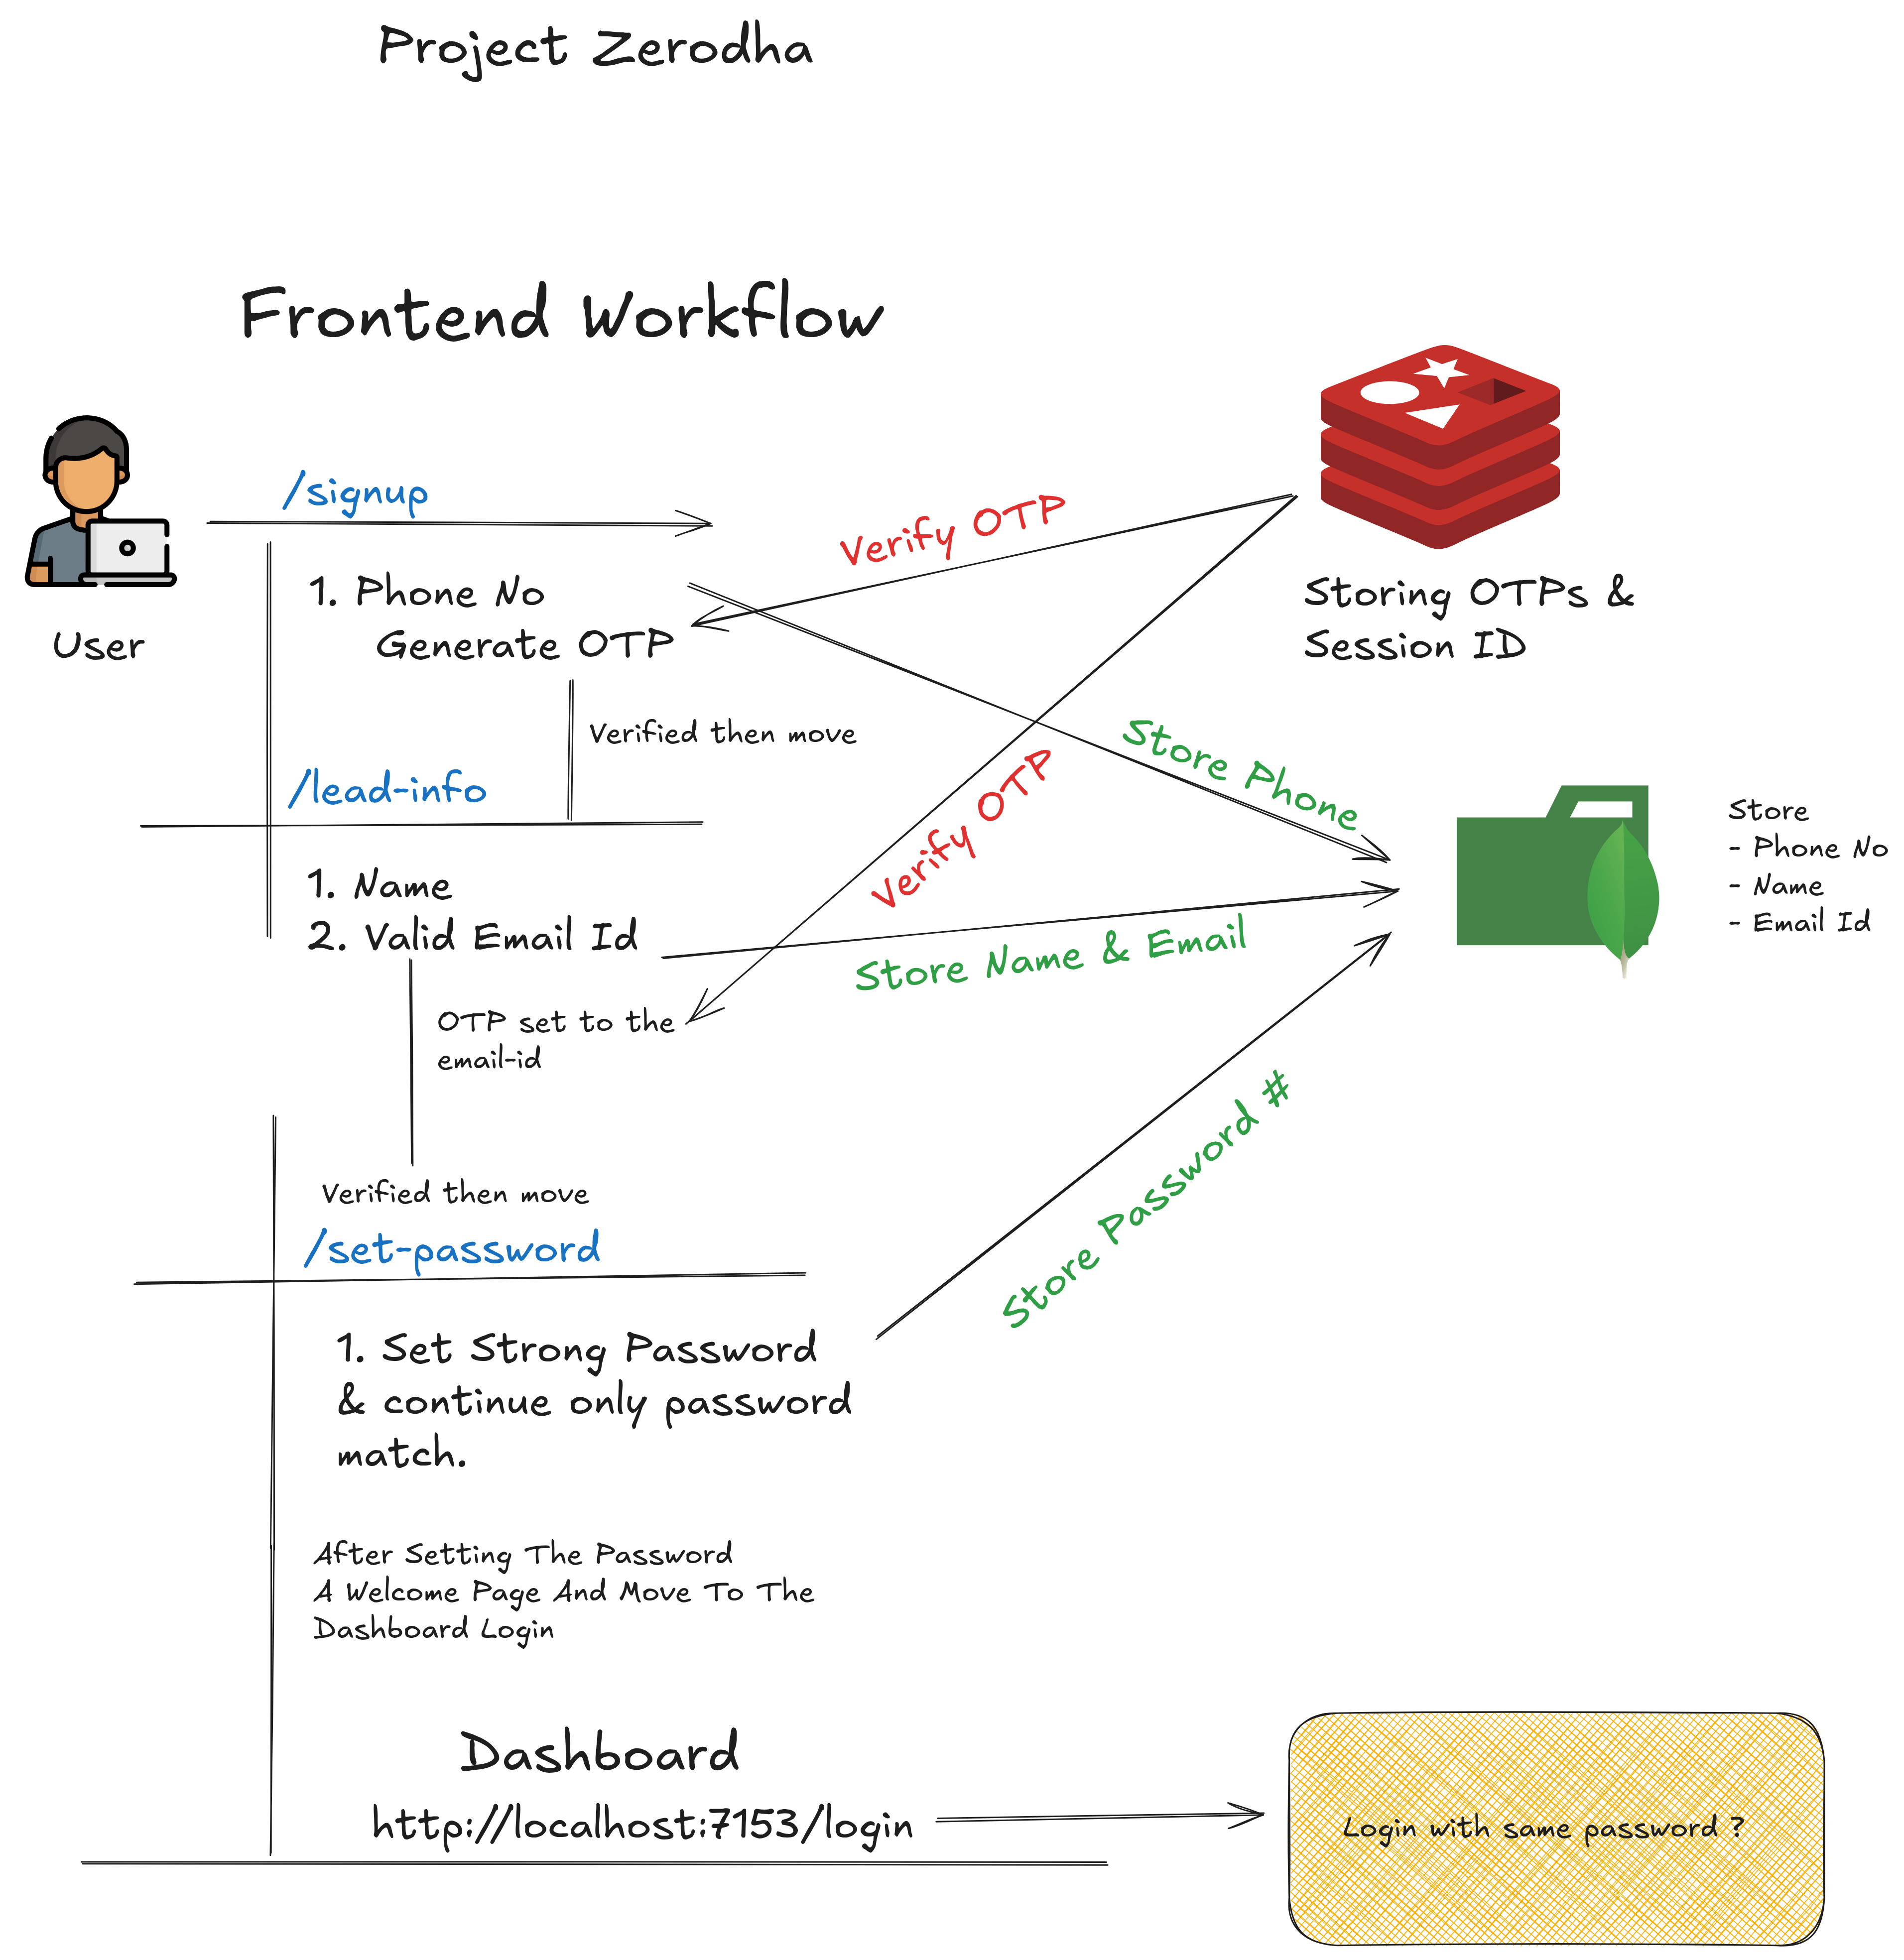 Project Zerodha
Frontend Workflow
/signup
User
1. Phone No
Generate OTP
Verify OTP
Storing OTPs &
Session ID
Verified then move
Store Phone
/lead-info
Verify OTP
1. Name
2. Valid Email Id
Store Name & Email
Store
- Phone No
- Name
- Email Id
OTP set to the
email-id
Verified then move
/set-password
Store Password #
1. Set Strong Password
& continue only password
match.
After Setting The Password
A Welcome Page And Move To The
Dashboard Login
Dashboard
http://localhost:7153/login
Login with same password ?